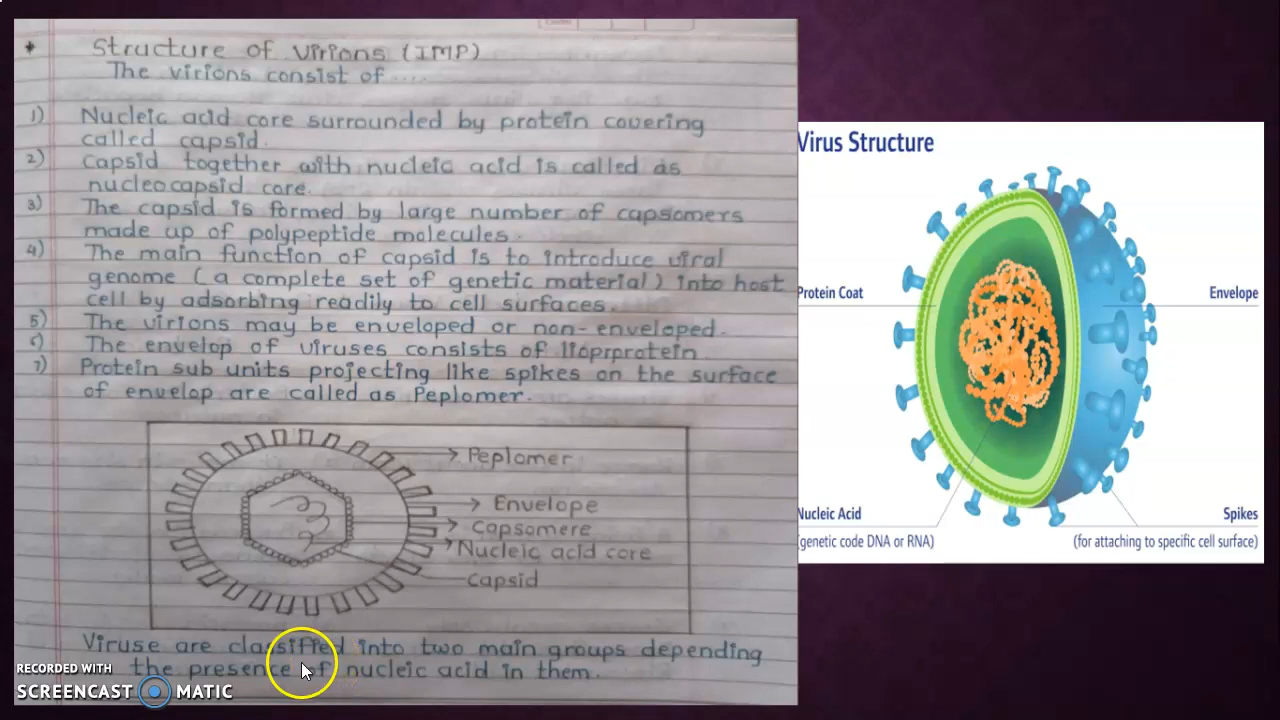 Structure of Virions (IMP)
The virions consist of ....
1) Nucleic acid core surrounded by protein covering
called capsid.
2) Capsid together with nucleic acid is called as
nucleocapsid core.
3) The capsid is formed by large number of capsomers
made up of polypeptide molecules.
4) The main function of capsid is to introduce viral
genome (a complete set of genetic material) into host
cell by adsorbing readily to cell surfaces.
5) The virions may be enveloped or non-enveloped.
6) The envelop of viruses consists of lioprprotein
7) Protein sub units projecting like spikes on the surface
of envelop are called as Peplomer.
Peplomer
Envelope
Capsomere
Nucleic acid core
Capsid
Viruse are classified into two main groups depending
the presence of nucleic acid in them.
RECORDED WITH
SCREENCAST MATIC
Virus Structure
Protein Coat
Envelope
Nucleic Acid
(genetic code DNA or RNA)
Spikes
(for attaching to specific cell surface)